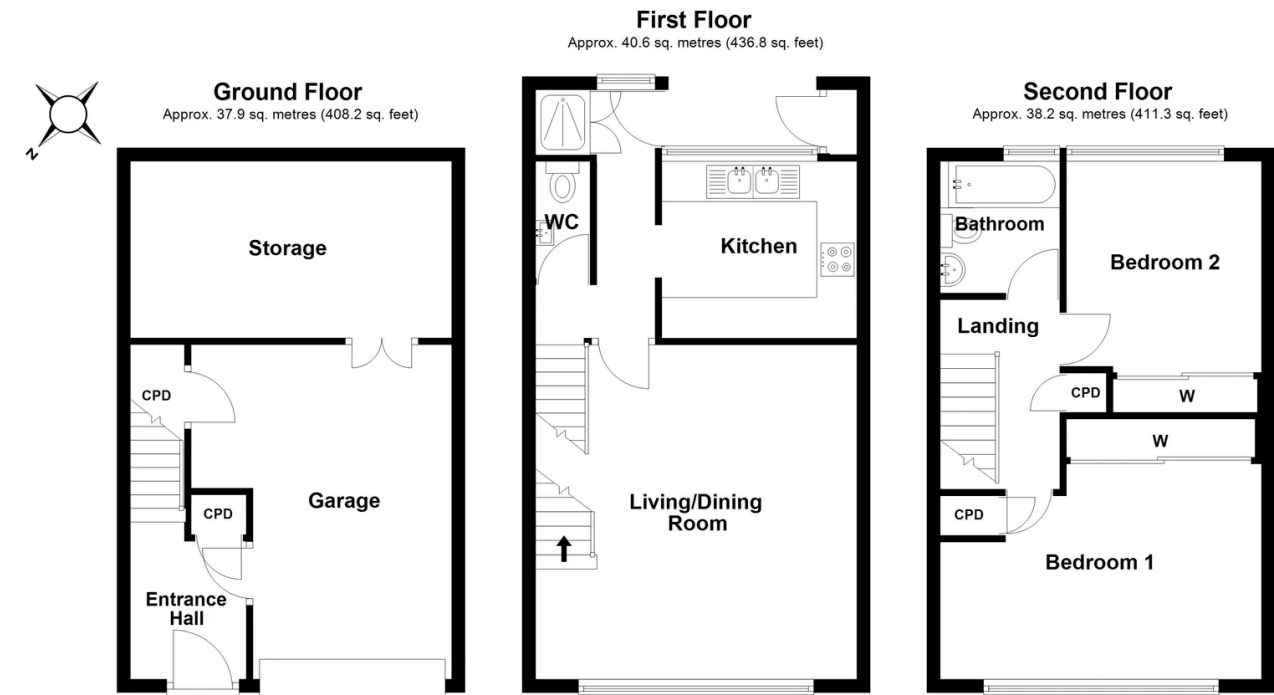 First Floor
Approx. 40.6 sq. metres (436.8 sq. feet)
Ground Floor
Approx. 37.9 sq. metres (408.2 sq. feet)
Second Floor
Approx. 38.2 sq. metres (411.3 sq. feet)
N
Storage
CPD
CPD
Garage
Entrance
Hall
WC
Kitchen
Living/Dining
Room
Bathroom
Bedroom 2
Landing
CPD
W
W
CPD
Bedroom 1